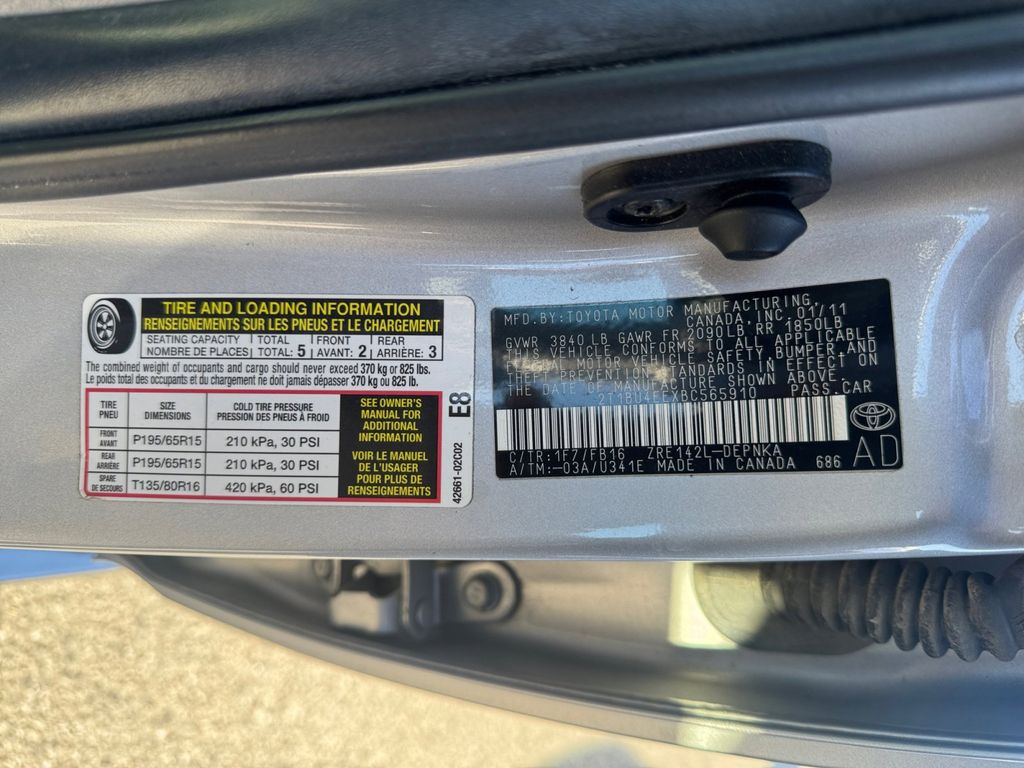 TIRE AND LOADING INFORMATION
RENSEIGNEMENTS SUR LES PNEUS ET LE CHARGEMENT
SEATING CAPACITY TOTAL FRONT REAR
NOMBRE DE PLACES TOTAL: 5 AVANT: 2 ARRIÈRE: 3
The combined weight of occupants and cargo should never exceed 370 kg or 825 lbs.
Le poids total des occupants et du chargement ne doit jamais dépasser 370 kg ou 825 lb.
TIRE SIZE COLD TIRE PRESSURE
PNEU DIMENSIONS PRESSION DES PNEUS À FROID
FRONT
AVANT P195/65R15 210 kPa, 30 PSI
REAR
ARRIÈRE P195/65R15 210 kPa, 30 PSI
SPARE
DE SECOURS T135/80R16 420 kPa, 60 PSI
SEE OWNER'S
MANUAL FOR
ADDITIONAL
INFORMATION
VOIR LE MANUEL
DE L'USAGER
POUR PLUS DE
RENSEIGNEMENTS
42661-02C02 E8
MFD.BY:TOYOTA MOTOR MANUFACTURING,
CANADA,INC. 01/11
GVWR 3840 LB GAWR FR 2090LB RR 1850LB
THIS VEHICLE CONFORMS TO ALL APPLICABLE
FEDERAL MOTOR VEHICLE SAFETY, BUMPER,AND
THEFT PREVENTION STANDARDS IN EFFECT ON
THE DATE OF MANUFACTURE SHOWN ABOVE.
2T1BU4EEXBC565910 PASS.CAR
C/TR:1F7/FB16 ZRE142L-DEPNKA
A/TM:-03A/U341E MADE IN CANADA 686
AD